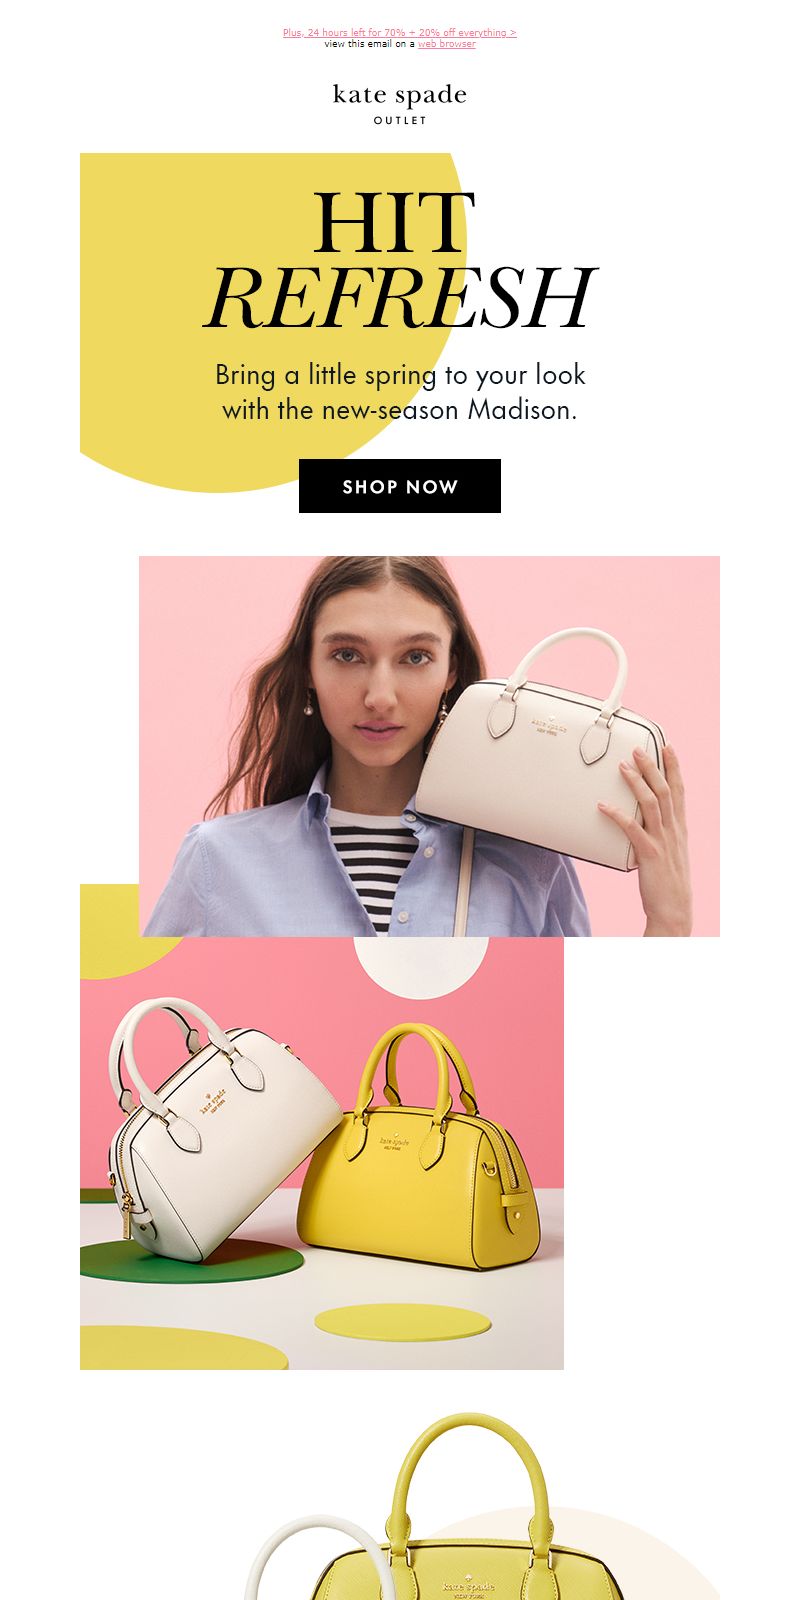 Plus, 24 hours left for 70% + 20% off everything >
view this email on a web browser
kate spade
OUTLET
HIT
REFRESH
Bring a little spring to your look
with the new-season Madison.
SHOP NOW
kate spade
NEW YORK
kate spade
NEW YORK
kate spade
NEW YORK
kate spade
NEW YORK